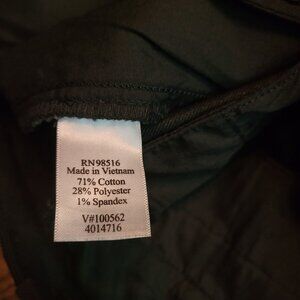 RN98516
Made in Vietnam
71% Cotton
28% Polyester
1% Spandex
V#100562
4014716